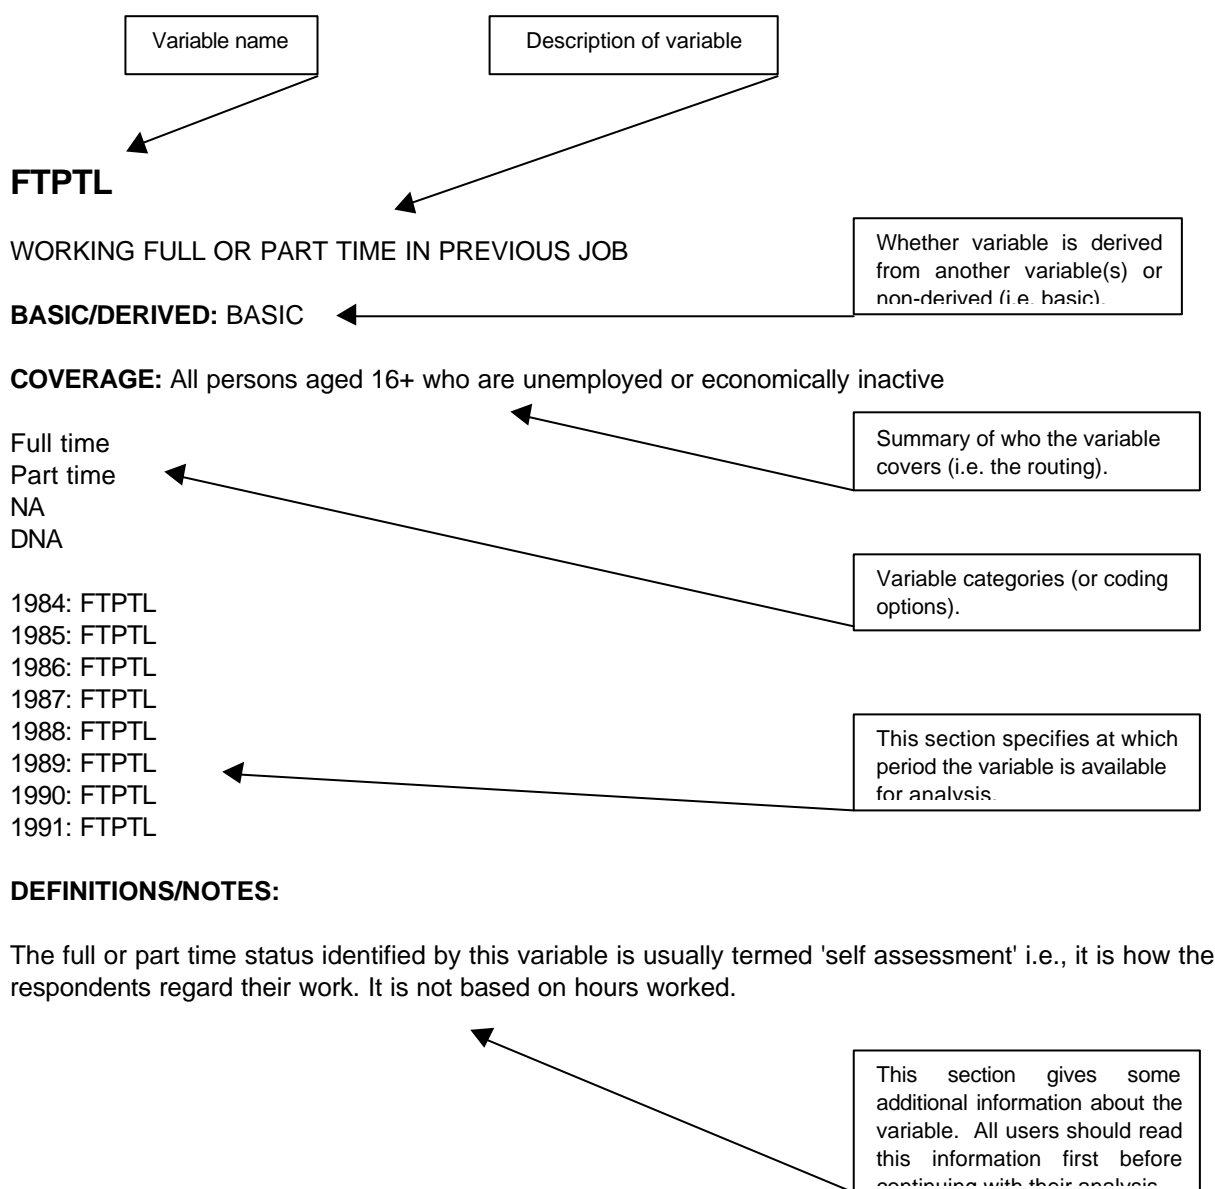 Variable name
Description of variable
FTPTL
WORKING FULL OR PART TIME IN PREVIOUS JOB
Whether variable is derived
from another variable(s) or
non-derived (i.e. basic).
BASIC/DERIVED: BASIC
COVERAGE: All persons aged 16+ who are unemployed or economically inactive
Summary of who the variable
covers (i.e. the routing).
Full time
Part time
NA
DNA
Variable categories (or coding
options).
1984: FTPTL
1985: FTPTL
1986: FTPTL
1987: FTPTL
1988: FTPTL
1989: FTPTL
1990: FTPTL
1991: FTPTL
This section specifies at which
period the variable is available
for analysis.
DEFINITIONS/NOTES:
The full or part time status identified by this variable is usually termed 'self assessment' i.e., it is how the
respondents regard their work. It is not based on hours worked.
This section gives some
additional information about the
variable. All users should read
this information first before
continuing with their analysis